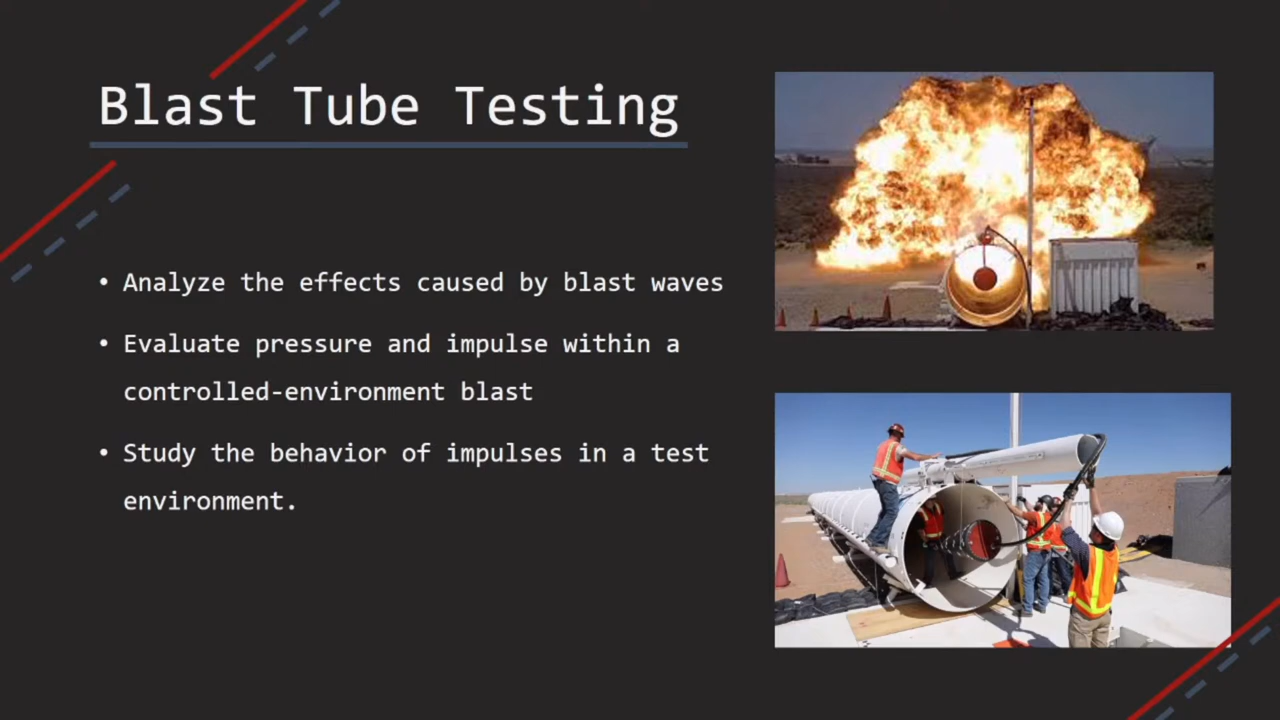 Blast Tube Testing
• Analyze the effects caused by blast waves
• Evaluate pressure and impulse within a
controlled-environment blast
• Study the behavior of impulses in a test
environment.